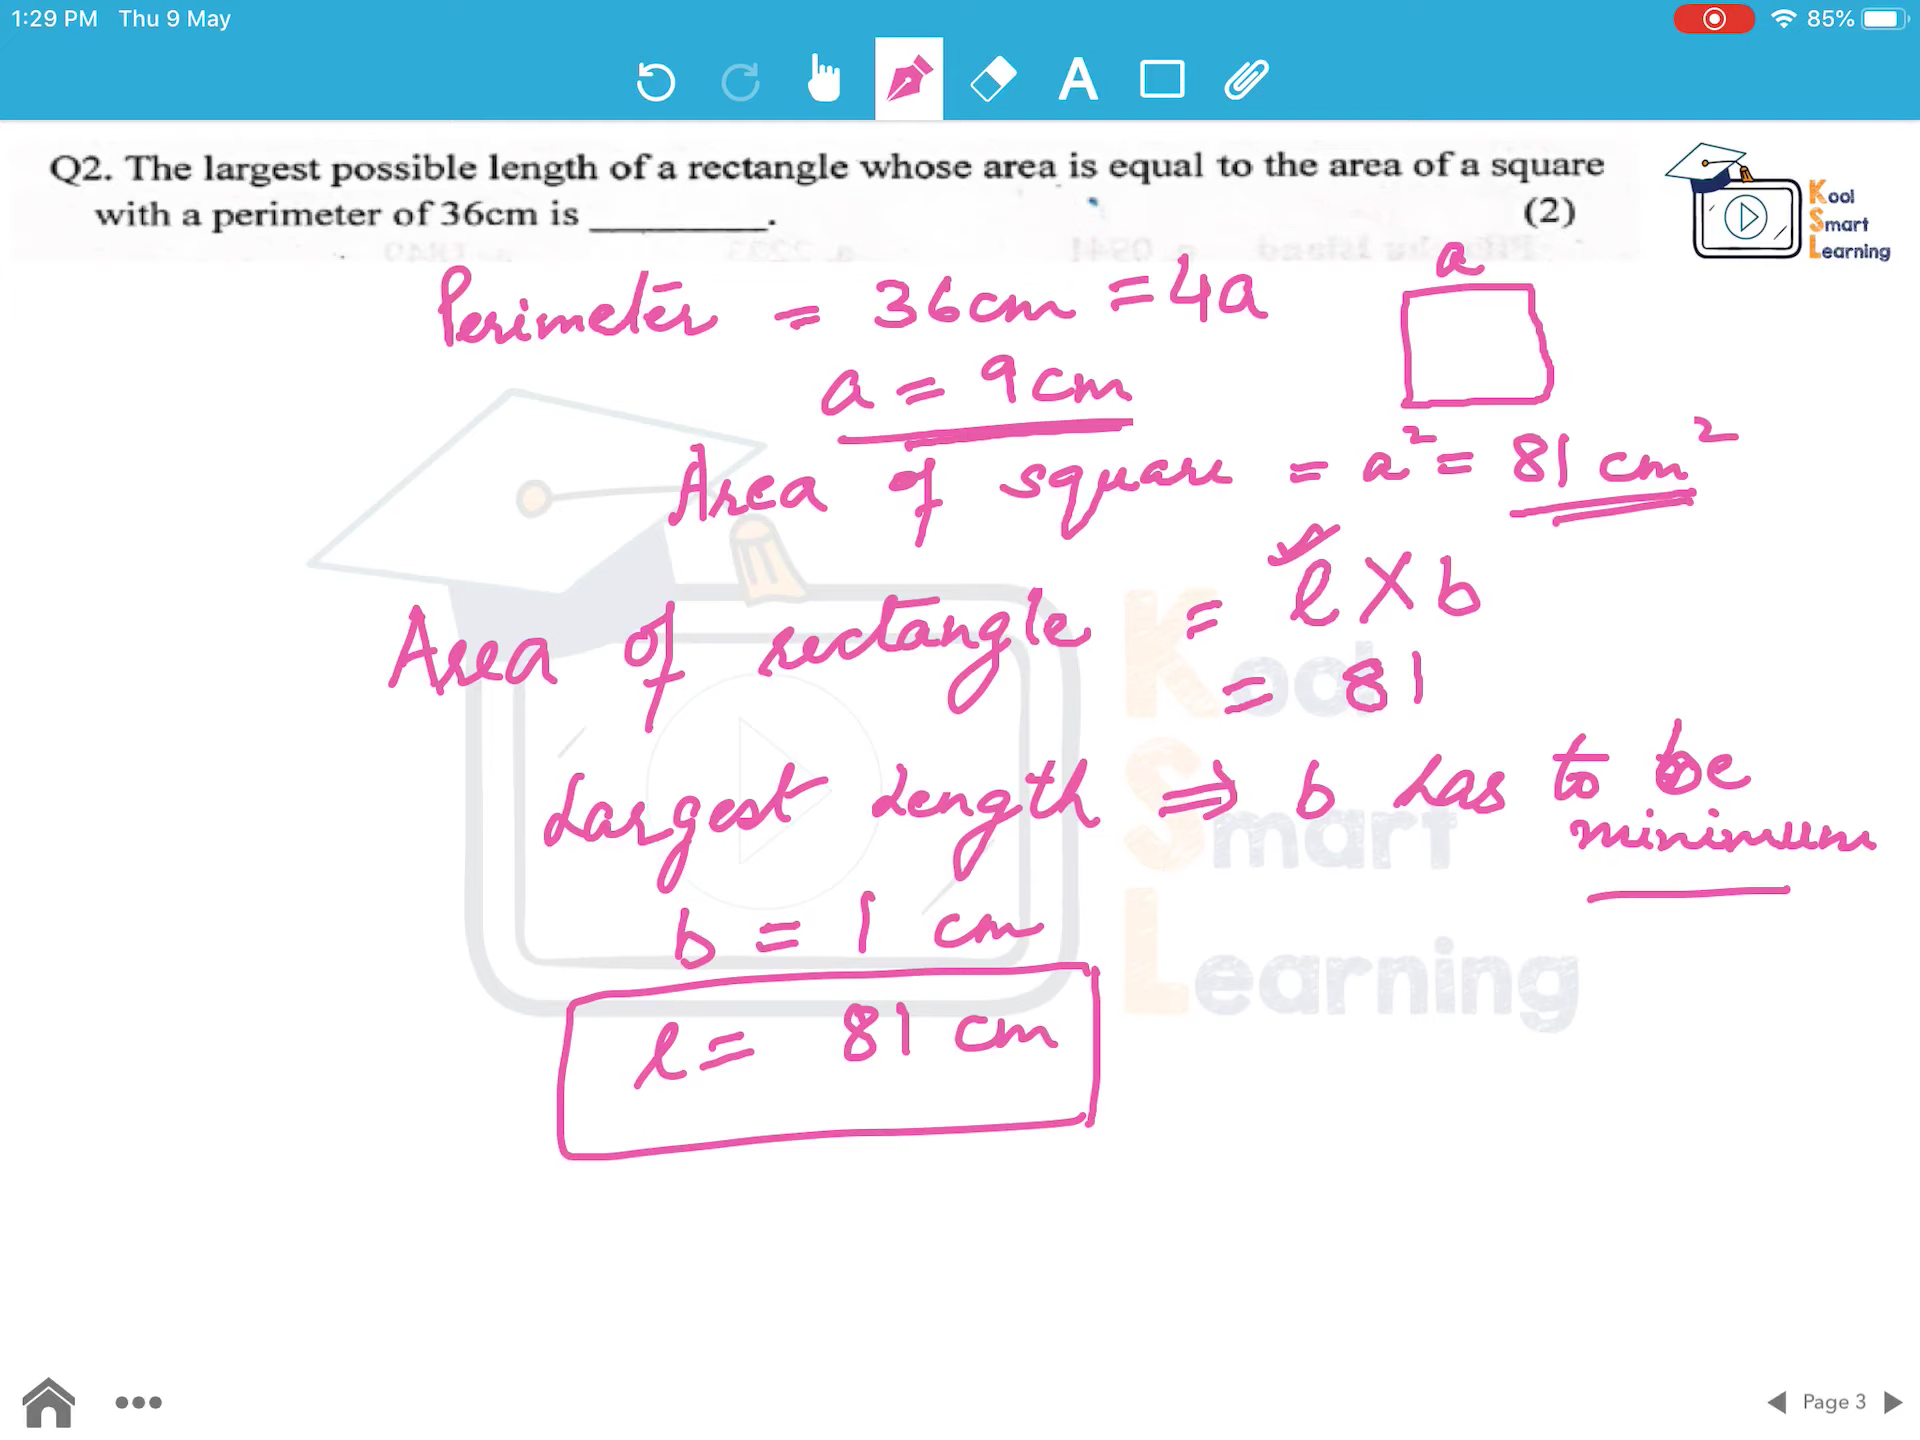 1:29 PM Thu 9 May
85%
A
Q2. The largest possible length of a rectangle whose area is equal to the area of a square
with a perimeter of 36cm is ________.
(2)
Kool
Smart
Learning
a
Perimeter = 36cm = 4a
a = 9cm
Area of square = a² = 81 cm²
Area of rectangle = l X b
= 81
Largest Length ⇒ b has to be
minimum
b = 1 cm
l = 81 cm
Kool
Smart
Learning
Page 3